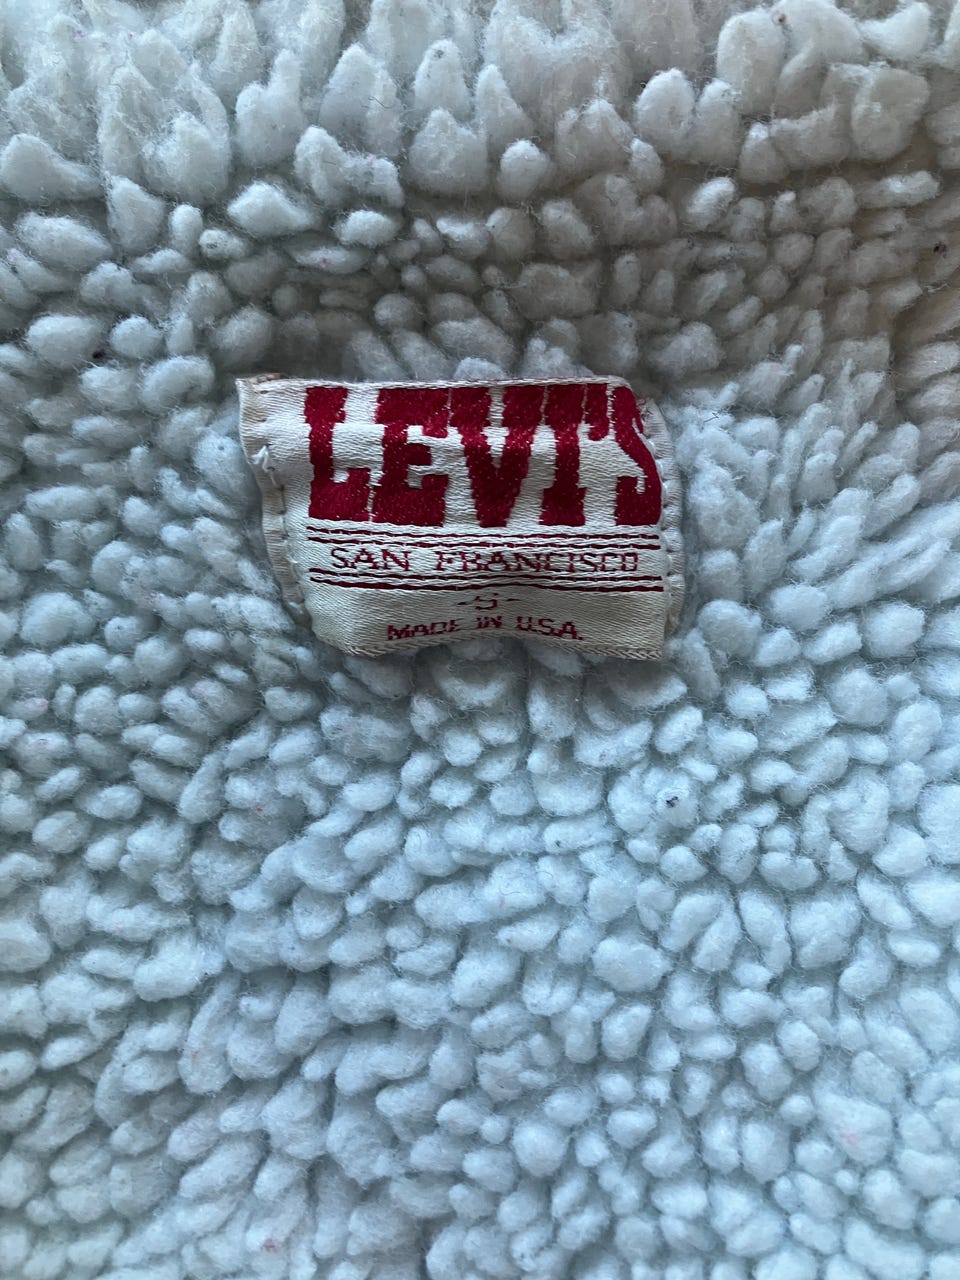 LEVI'S
SAN FRANCISCO
-S-
MADE IN U.S.A.